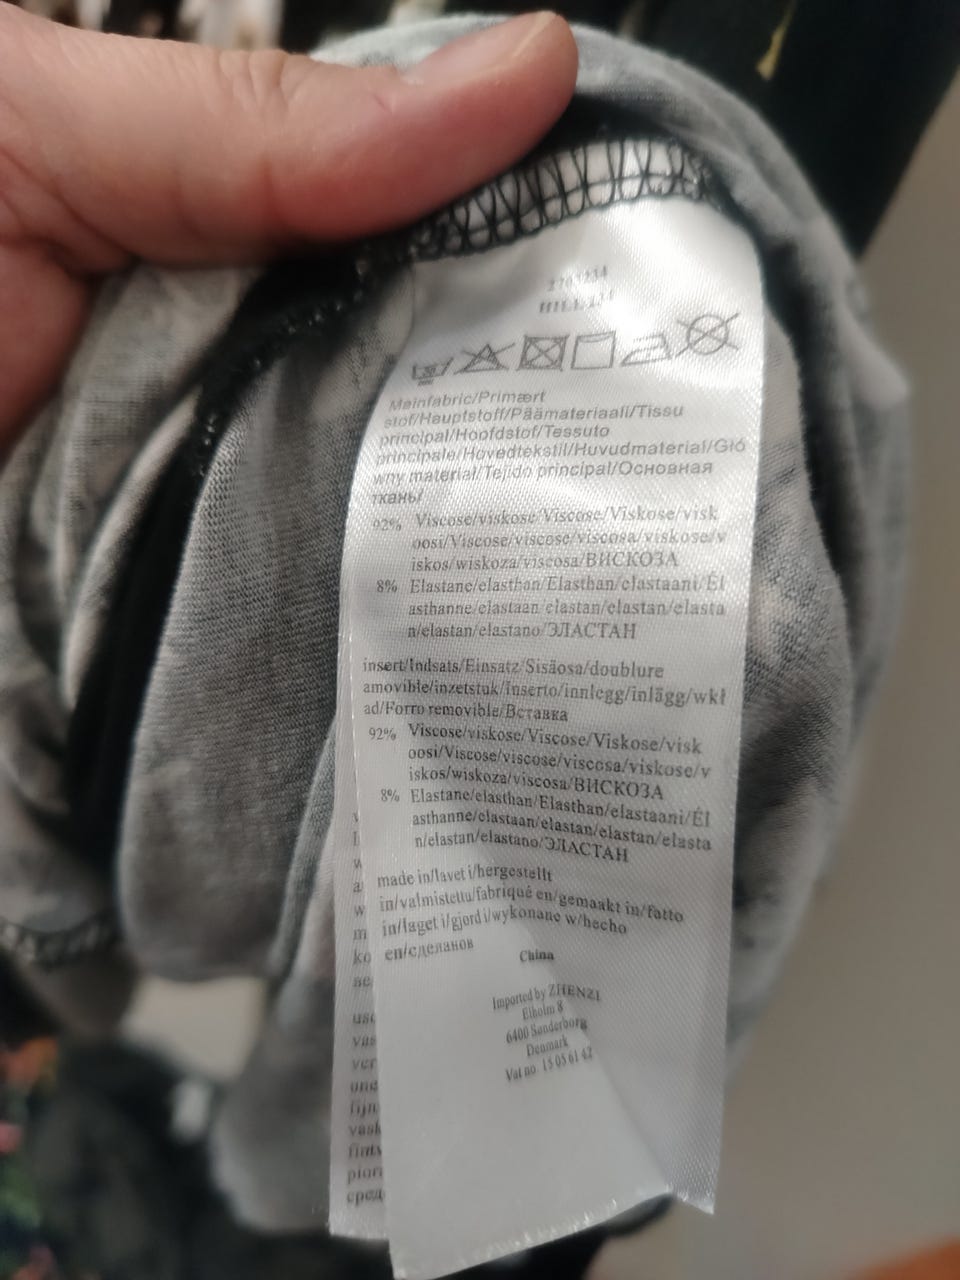 2703234
Mainfabric/Primært
stof/Hauptstoff/Päämateriaali/Tissu
principal/Hoofdstof/Tessuto
principale/Hovedtekstil/Huvudmaterial/Głó
wny materiał/Tejido principal/Основная
ткань/
92% Viscose/viskose/Viscose/Viskose/visk
oosi/Viscose/viscose/viscosa/viskose/v
iskos/wiskoza/viscosa/ВИСКОЗА
8% Elastane/elasthan/Elasthan/elastaani/Él
asthanne/elastaan/elastan/elastan/elasta
n/elastan/elastano/ЭЛАСТАН
insert/Indsats/Einsatz/Sisäosa/doublure
amovible/inzetstuk/Inserto/innlegg/inlägg/wkł
ad/Forro removible/Вставка
92% Viscose/viskose/Viscose/Viskose/visk
oosi/Viscose/viscose/viscosa/viskose/v
iskos/wiskoza/viscosa/ВИСКОЗА
8% Elastane/elasthan/Elasthan/elastaani/Él
asthanne/elastaan/elastan/elastan/elasta
n/elastan/elastano/ЭЛАСТАН
made in/lavet i/hergestellt
in/valmistettu/fabriqué en/gemaakt in/fatto
in/laget i/gjord i/wykonane w/hecho
en/сделанов
China
Imported by ZHENZI
Elholm 8
6400 Sønderborg
Denmark
Vat no. 15 05 61 42